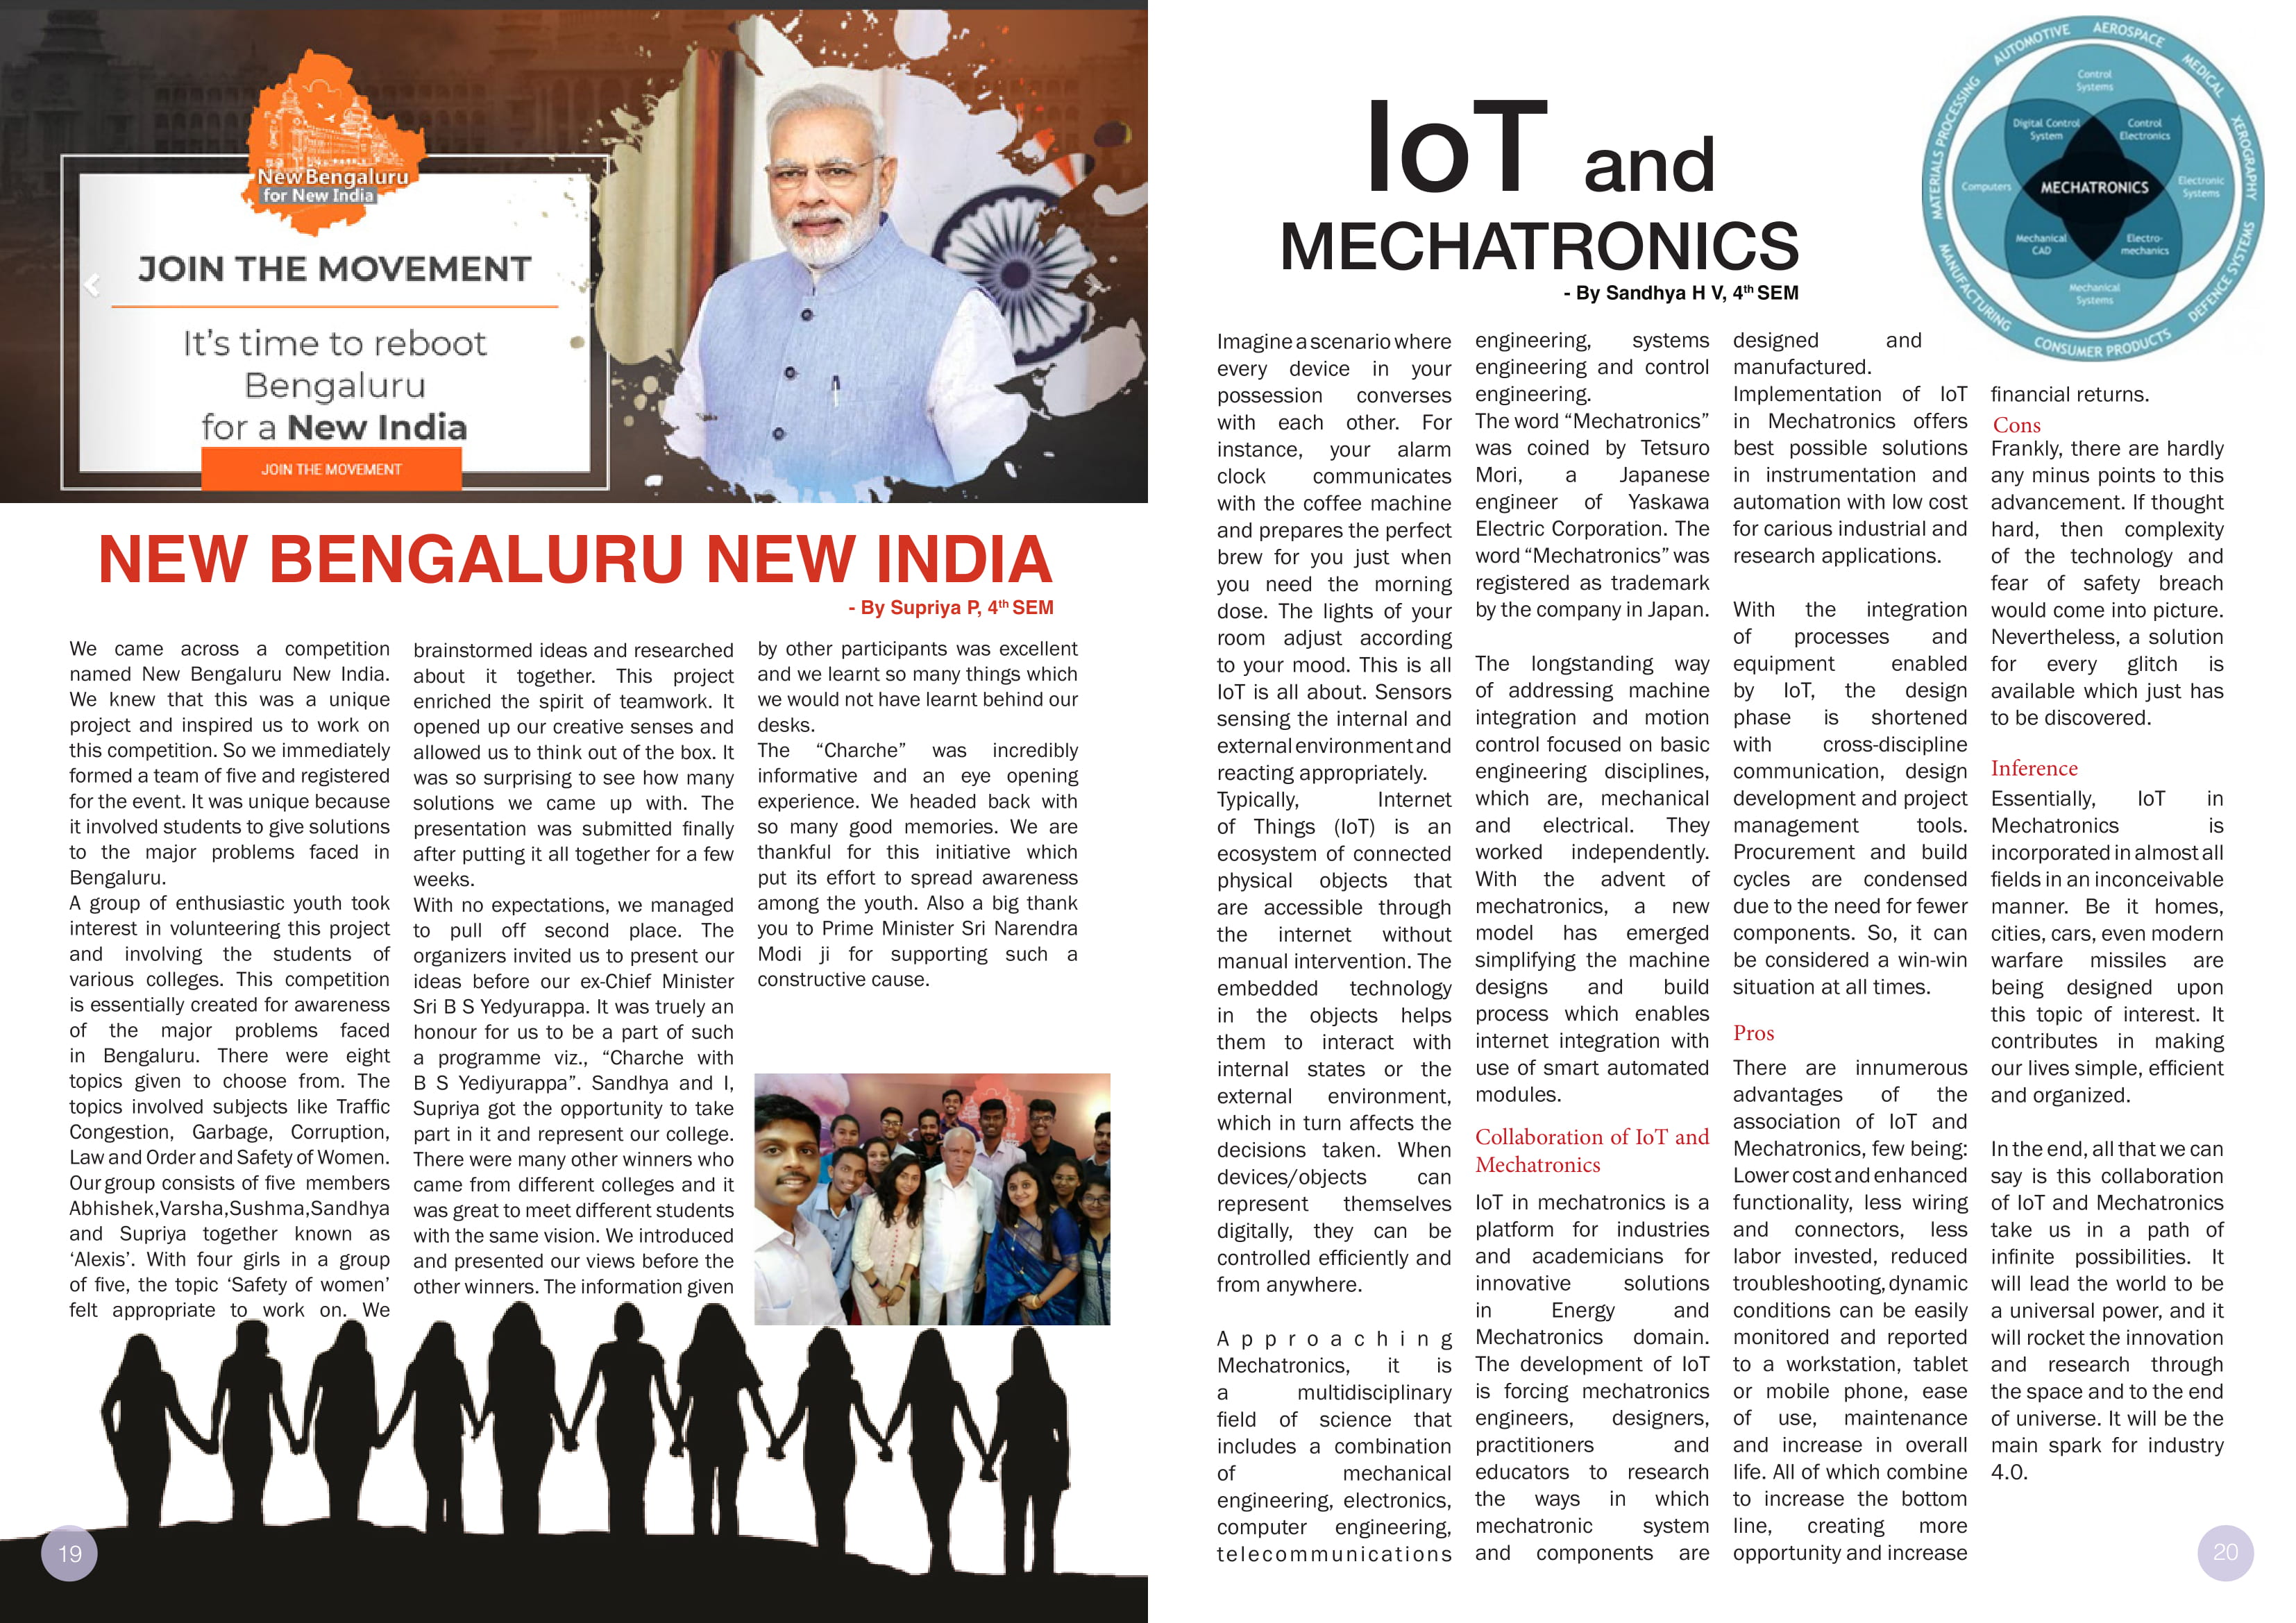 New Bengaluru
for New India
JOIN THE MOVEMENT
It's time to reboot
Bengaluru
for a New India
JOIN THE MOVEMENT
NEW BENGALURU NEW INDIA
- By Supriya P, 4th SEM
We came across a competition
named New Bengaluru New India.
We knew that this was a unique
project and inspired us to work on
this competition. So we immediately
formed a team of five and registered
for the event. It was unique because
it involved students to give solutions
to the major problems faced in
Bengaluru.
A group of enthusiastic youth took
interest in volunteering this project
and involving the students of
various colleges. This competition
is essentially created for awareness
of the major problems faced
in Bengaluru. There were eight
topics given to choose from. The
topics involved subjects like Traffic
Congestion, Garbage, Corruption,
Law and Order and Safety of Women.
Our group consists of five members
Abhishek,Varsha,Sushma,Sandhya
and Supriya together known as
‘Alexis’. With four girls in a group
of five, the topic ‘Safety of women’
felt appropriate to work on. We
brainstormed ideas and researched
about it together. This project
enriched the spirit of teamwork. It
opened up our creative senses and
allowed us to think out of the box. It
was so surprising to see how many
solutions we came up with. The
presentation was submitted finally
after putting it all together for a few
weeks.
With no expectations, we managed
to pull off second place. The
organizers invited us to present our
ideas before our ex-Chief Minister
Sri B S Yedyurappa. It was truely an
honour for us to be a part of such
a programme viz., “Charche with
B S Yediyurappa”. Sandhya and I,
Supriya got the opportunity to take
part in it and represent our college.
There were many other winners who
came from different colleges and it
was great to meet different students
with the same vision. We introduced
and presented our views before the
other winners. The information given
by other participants was excellent
and we learnt so many things which
we would not have learnt behind our
desks.
The “Charche” was incredibly
informative and an eye opening
experience. We headed back with
so many good memories. We are
thankful for this initiative which
put its effort to spread awareness
among the youth. Also a big thank
you to Prime Minister Sri Narendra
Modi ji for supporting such a
constructive cause.
19
IoT and
MECHATRONICS
- By Sandhya H V, 4th SEM
MATERIALS PROCESSING
AUTOMOTIVE
AEROSPACE
MEDICAL
XEROGRAPHY
DEFENCE SYSTEMS
CONSUMER PRODUCTS
MANUFACTURING
Control
Systems
Digital Control
System
Control
Electronics
Computers
MECHATRONICS
Electronic
Systems
Mechanical
CAD
Electro-
mechanics
Mechanical
Systems
Imagine a scenario where
every device in your
possession converses
with each other. For
instance, your alarm
clock communicates
with the coffee machine
and prepares the perfect
brew for you just when
you need the morning
dose. The lights of your
room adjust according
to your mood. This is all
IoT is all about. Sensors
sensing the internal and
external environment and
reacting appropriately.
Typically, Internet
of Things (IoT) is an
ecosystem of connected
physical objects that
are accessible through
the internet without
manual intervention. The
embedded technology
in the objects helps
them to interact with
internal states or the
external environment,
which in turn affects the
decisions taken. When
devices/objects can
represent themselves
digitally, they can be
controlled efficiently and
from anywhere.
Approaching
Mechatronics, it is
a multidisciplinary
field of science that
includes a combination
of mechanical
engineering, electronics,
computer engineering,
telecommunications
engineering, systems
engineering and control
engineering.
The word “Mechatronics”
was coined by Tetsuro
Mori, a Japanese
engineer of Yaskawa
Electric Corporation. The
word “Mechatronics” was
registered as trademark
by the company in Japan.
The longstanding way
of addressing machine
integration and motion
control focused on basic
engineering disciplines,
which are, mechanical
and electrical. They
worked independently.
With the advent of
mechatronics, a new
model has emerged
simplifying the machine
designs and build
process which enables
internet integration with
use of smart automated
modules.
Collaboration of IoT and
Mechatronics
IoT in mechatronics is a
platform for industries
and academicians for
innovative solutions
in Energy and
Mechatronics domain.
The development of IoT
is forcing mechatronics
engineers, designers,
practitioners and
educators to research
the ways in which
mechatronic system
and components are
designed and
manufactured.
Implementation of IoT
in Mechatronics offers
best possible solutions
in instrumentation and
automation with low cost
for carious industrial and
research applications.
With the integration
of processes and
equipment enabled
by IoT, the design
phase is shortened
with cross-discipline
communication, design
development and project
management tools.
Procurement and build
cycles are condensed
due to the need for fewer
components. So, it can
be considered a win-win
situation at all times.
Pros
There are innumerous
advantages of the
association of IoT and
Mechatronics, few being:
Lower cost and enhanced
functionality, less wiring
and connectors, less
labor invested, reduced
troubleshooting, dynamic
conditions can be easily
monitored and reported
to a workstation, tablet
or mobile phone, ease
of use, maintenance
and increase in overall
life. All of which combine
to increase the bottom
line, creating more
opportunity and increase
financial returns.
Cons
Frankly, there are hardly
any minus points to this
advancement. If thought
hard, then complexity
of the technology and
fear of safety breach
would come into picture.
Nevertheless, a solution
for every glitch is
available which just has
to be discovered.
Inference
Essentially, IoT in
Mechatronics is
incorporated in almost all
fields in an inconceivable
manner. Be it homes,
cities, cars, even modern
warfare missiles are
being designed upon
this topic of interest. It
contributes in making
our lives simple, efficient
and organized.
In the end, all that we can
say is this collaboration
of IoT and Mechatronics
take us in a path of
infinite possibilities. It
will lead the world to be
a universal power, and it
will rocket the innovation
and research through
the space and to the end
of universe. It will be the
main spark for industry
4.0.
20